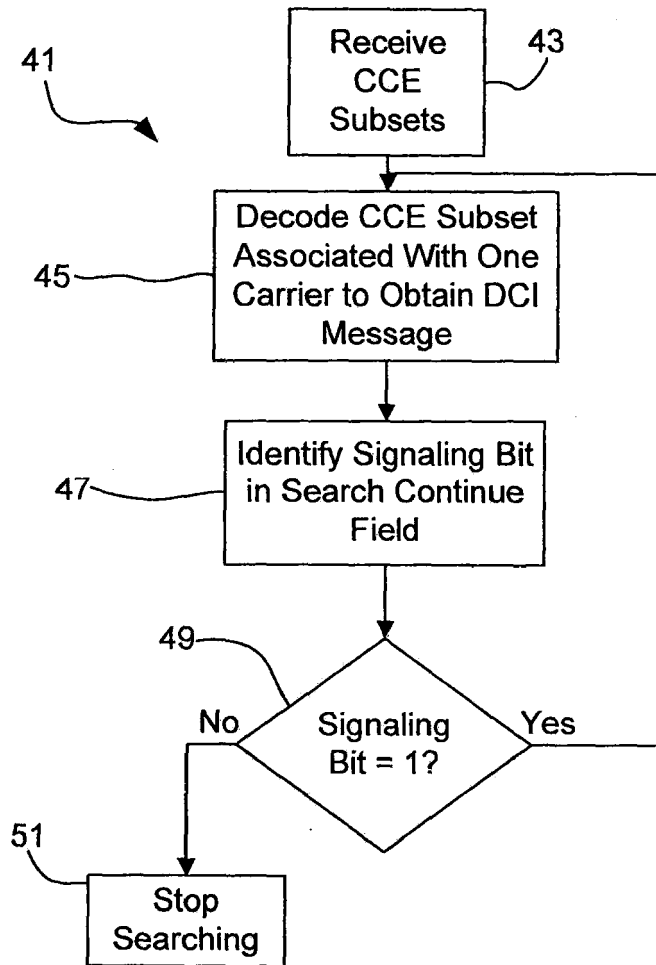 41
Receive
CCE
Subsets
43
Decode CCE Subset
Associated With One
Carrier to Obtain DCI
Message
45
Identify Signaling Bit
in Search Continue
Field
47
49
No
Signaling
Bit = 1?
Yes
51
Stop
Searching